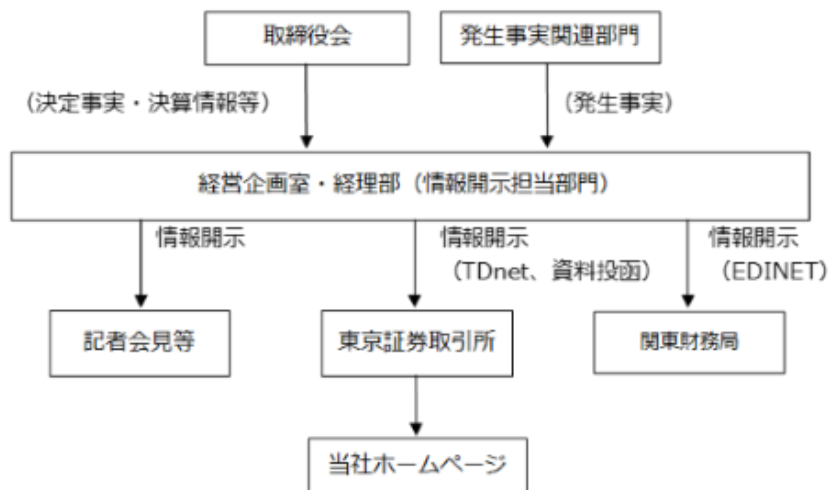 取締役会
発生事実関連部門
（決定事実・決算情報等）
（発生事実）
経営企画室・経理部（情報開示担当部門）
情報開示
情報開示
（TDnet、資料投函）
情報開示
（EDINET）
記者会見等
東京証券取引所
関東財務局
当社ホームページ